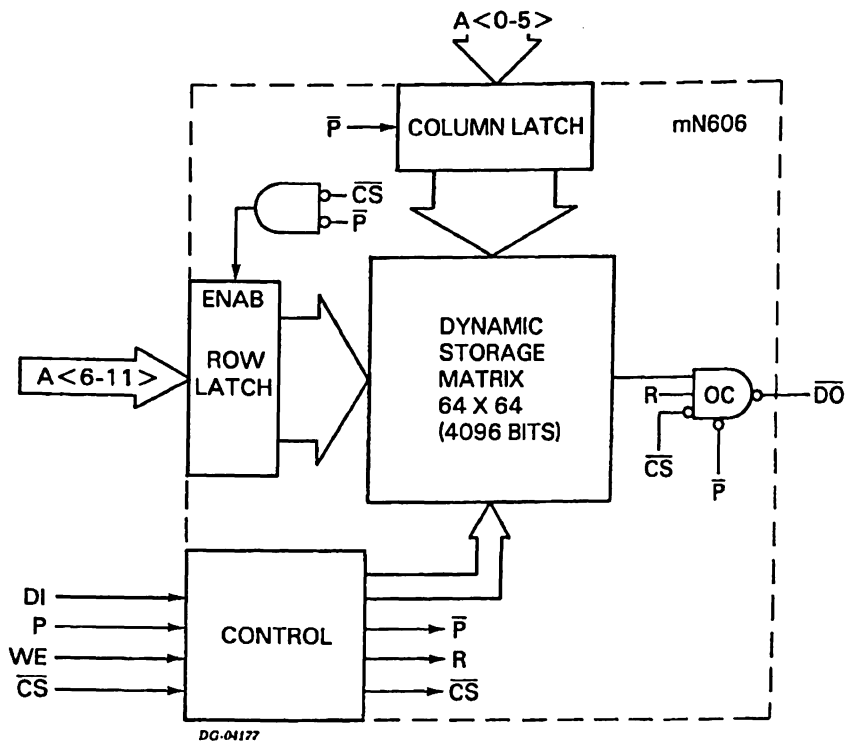 A<0-5>
P̅
COLUMN LATCH
mN606
C̅S̅
P̅
ENAB
ROW
LATCH
A<6-11>
DYNAMIC
STORAGE
MATRIX
64 X 64
(4096 BITS)
R
OC
D̅O̅
C̅S̅
P̅
DI
P
WE
C̅S̅
CONTROL
P̅
R
C̅S̅
DG-04177